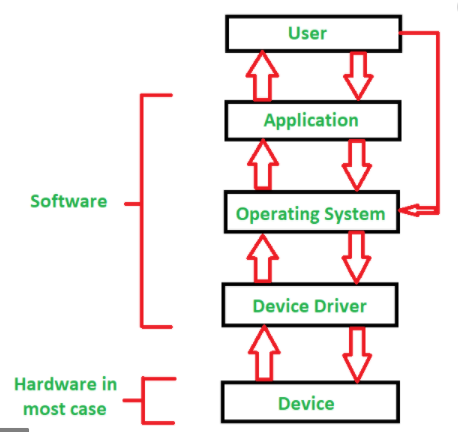 User
Application
Software
Operating System
Device Driver
Hardware in
most case
Device